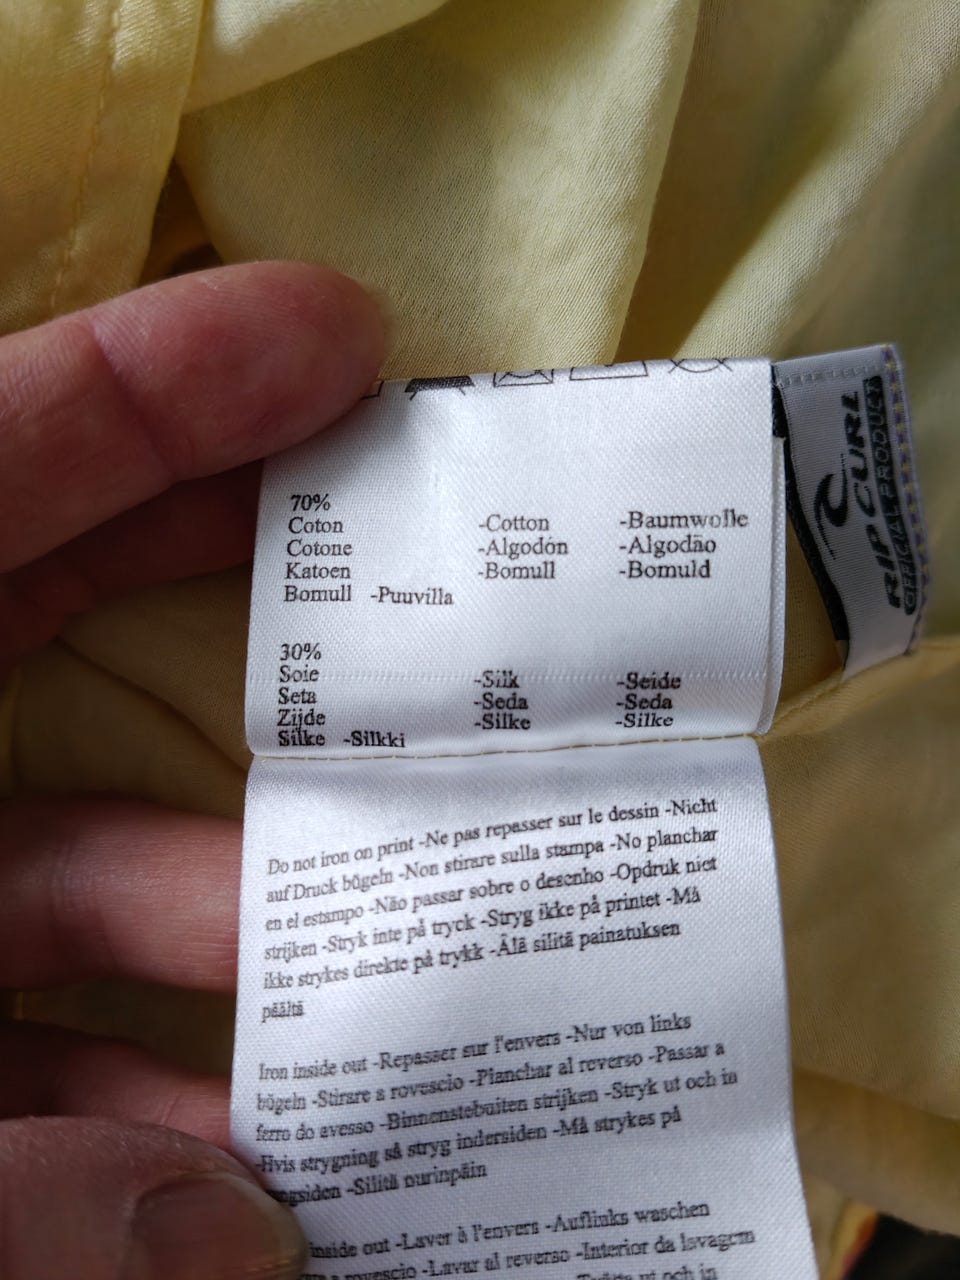 70%
Coton -Cotton -Baumwolle
Cotone -Algodón -Algodão
Katoen -Bomull -Bomuld
Bomull -Puuvilla
30%
Soie -Silk -Seide
Seta -Seda -Seda
Zijde -Silke -Silke
Silke -Silkki
RIP CURL
OFFICIAL PRODUCT
Do not iron on print -Ne pas repasser sur le dessin -Nicht
auf Druck bügeln -Non stirare sulla stampa -No planchar
en el estampo -Não passar sobre o desenho -Opdruk niet
strijken -Stryk inte på tryck -Stryg ikke på printet -Må
ikke strykes direkte på trykk -Älä silitä painatuksen
päältä
Iron inside out -Repasser sur l'envers -Nur von links
bügeln -Stirare a rovescio -Planchar al reverso -Passar a
ferro do avesso -Binnenstebuiten strijken -Stryk ut och in
-Hvis strygning så stryg indersiden -Må strykes på
-Silitä nurinpäin
inside out -Laver à l'envers -Auflinks waschen
a rovescio -Lavar al reverso -Interior da lavagem
ut och in